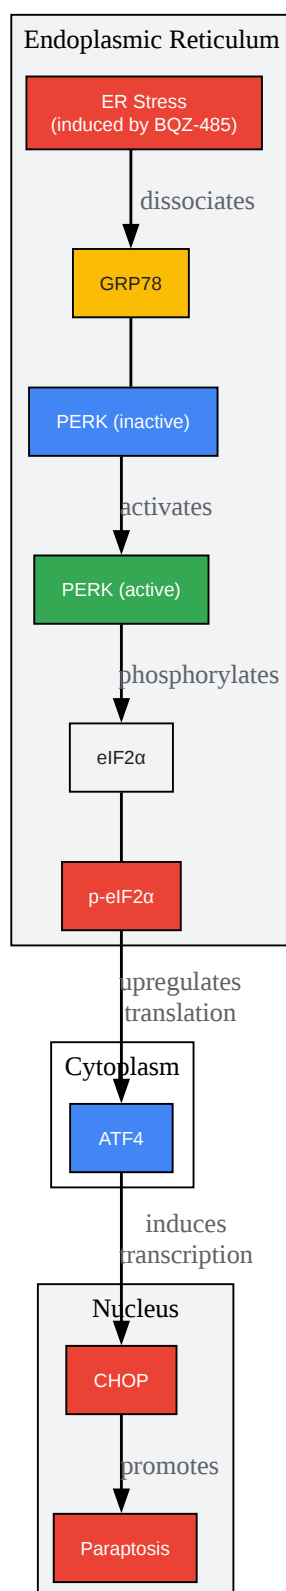 Endoplasmic Reticulum
ER Stress
(induced by BQZ-485)
dissociates
GRP78
PERK (inactive)
activates
PERK (active)
phosphorylates
eIF2α
p-eIF2α
upregulates
translation
Cytoplasm
ATF4
induces
transcription
Nucleus
CHOP
promotes
Paraptosis